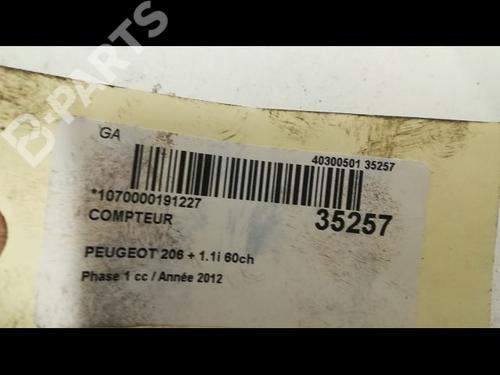 B-PARTS
GA
40300501 35257
*1070000191227
35257
COMPTEUR
PEUGEOT 206 + 1.1i 60ch
Phase 1 cc / Année 2012